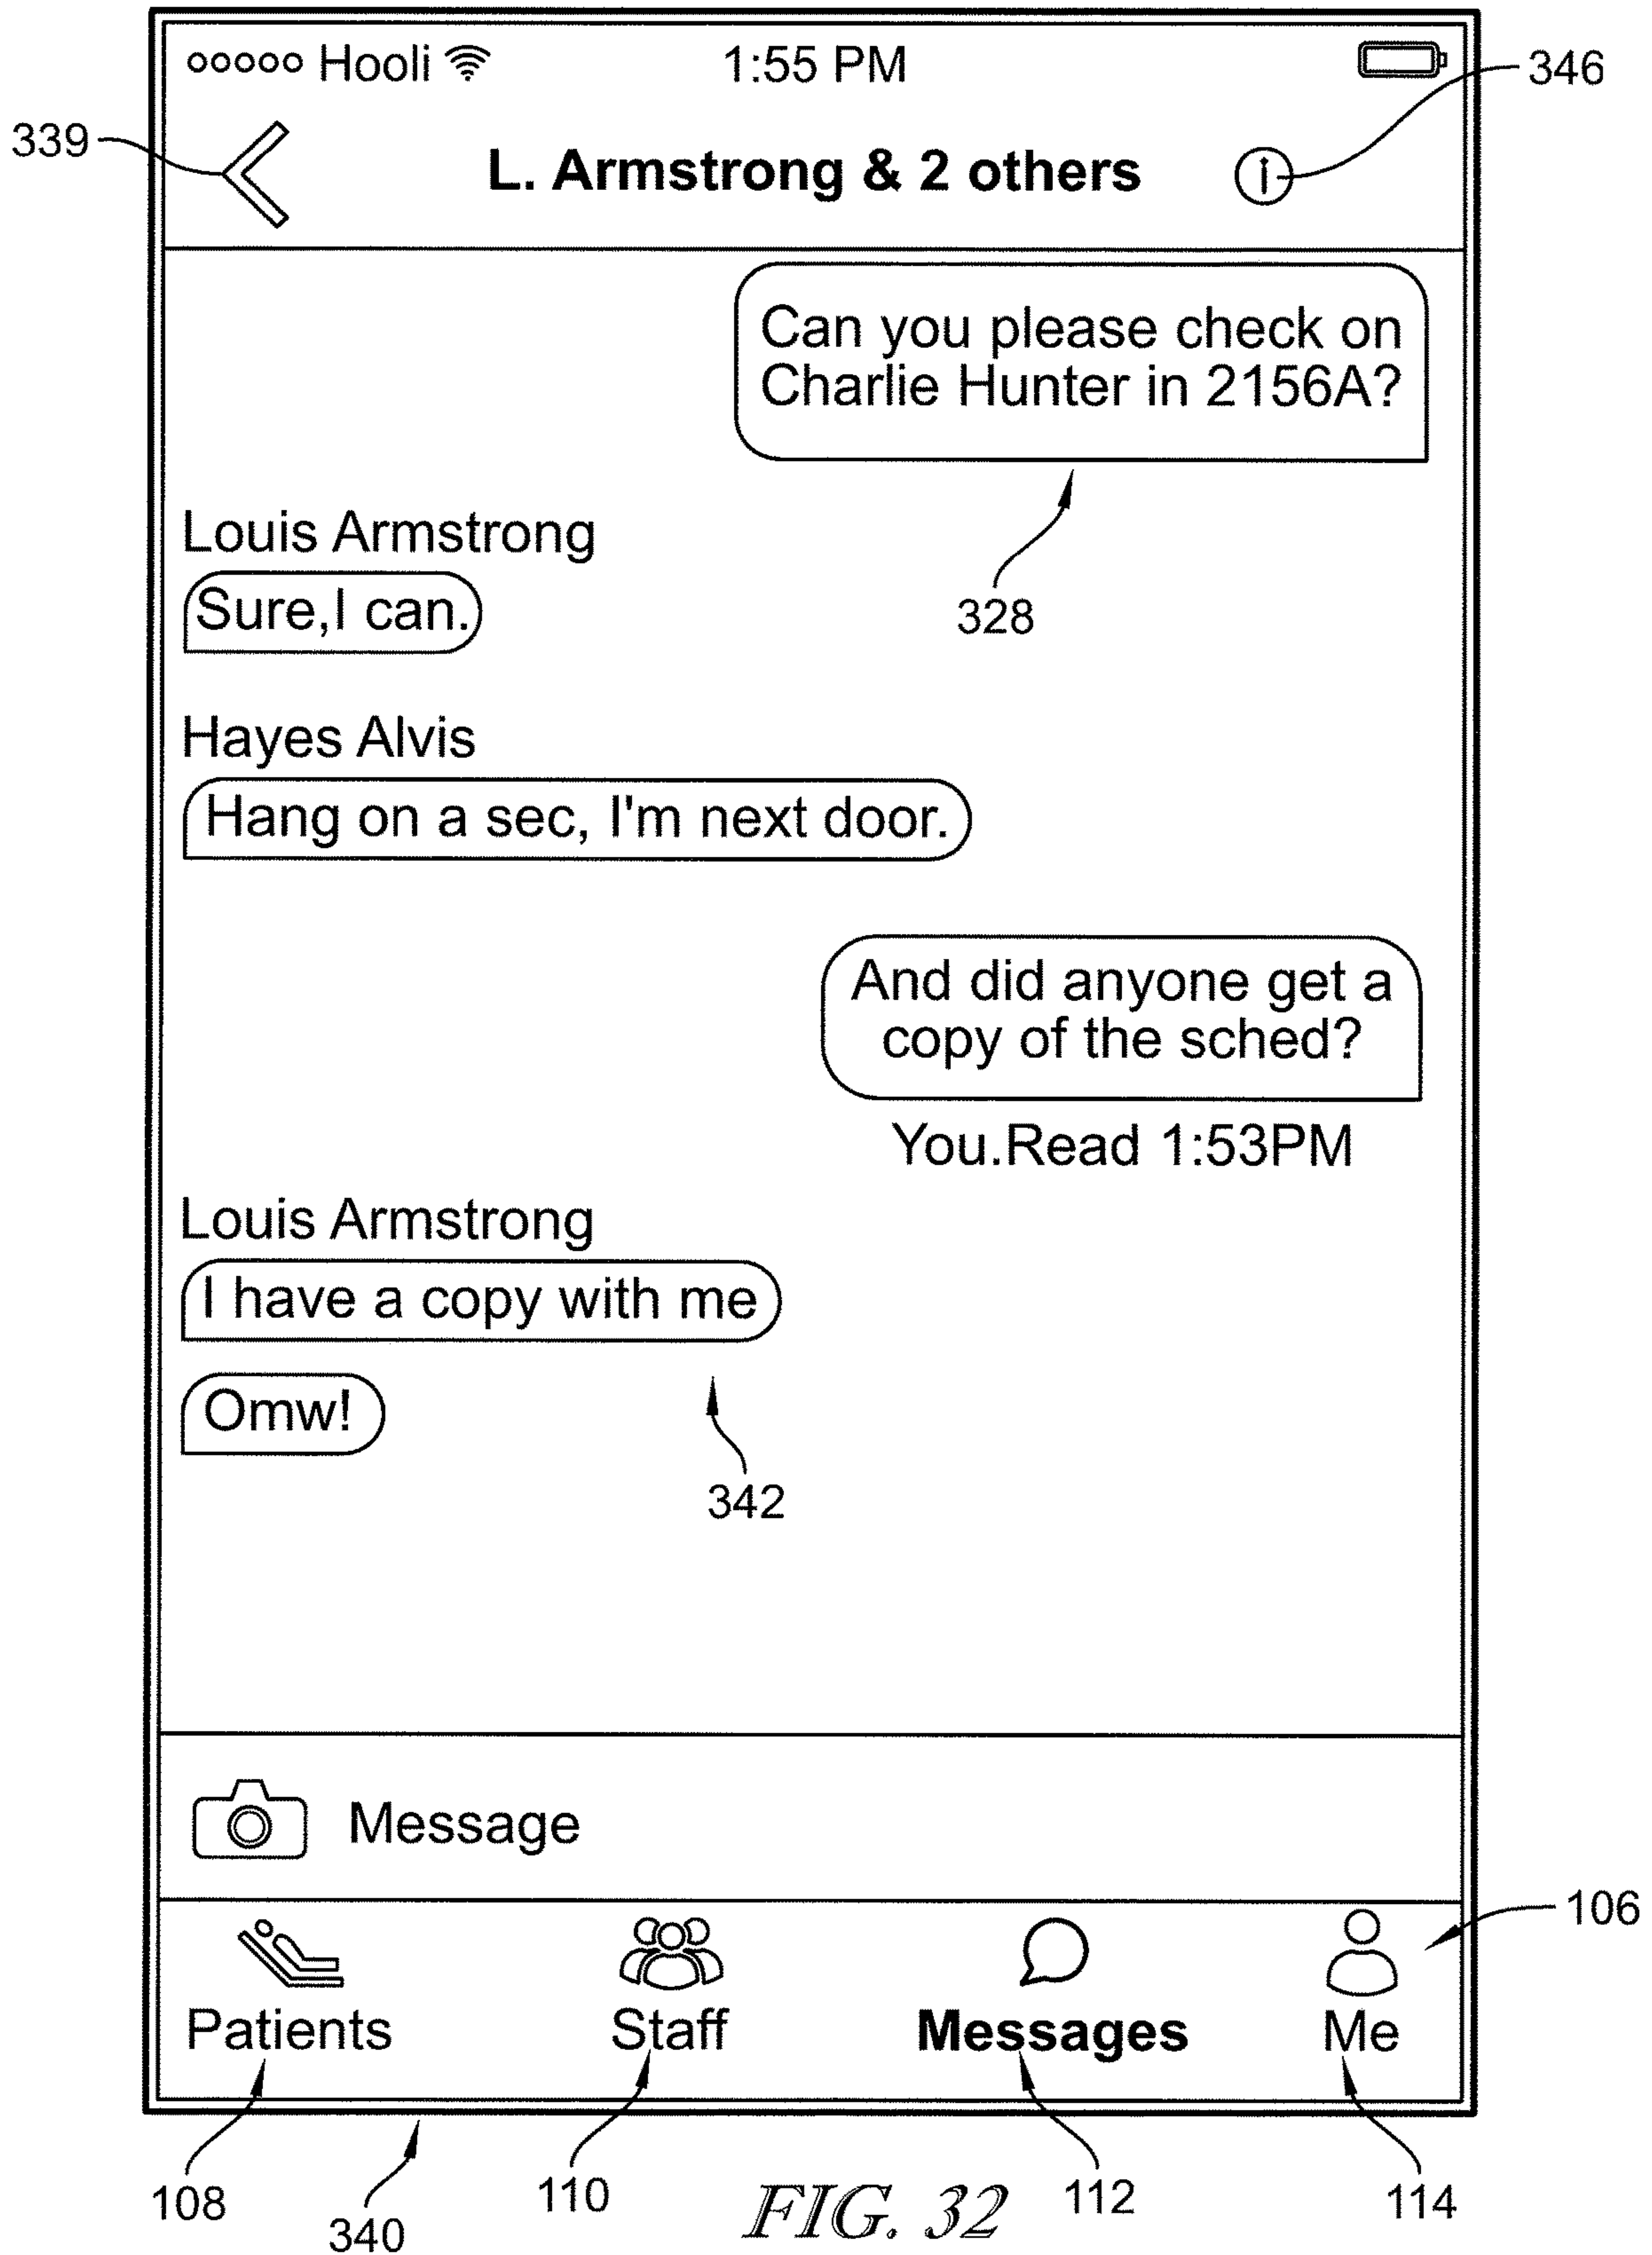 Hooli 1:55 PM
346
339
L. Armstrong & 2 others
Can you please check on
Charlie Hunter in 2156A?
Louis Armstrong
328
Sure,I can.
Hayes Alvis
Hang on a sec, I'm next door.
And did anyone get a
copy of the sched?
You.Read 1:53PM
Louis Armstrong
I have a copy with me
Omw!
342
Message
106
Patients Staff Messages Me
108 340 110 FIG. 32 112 114